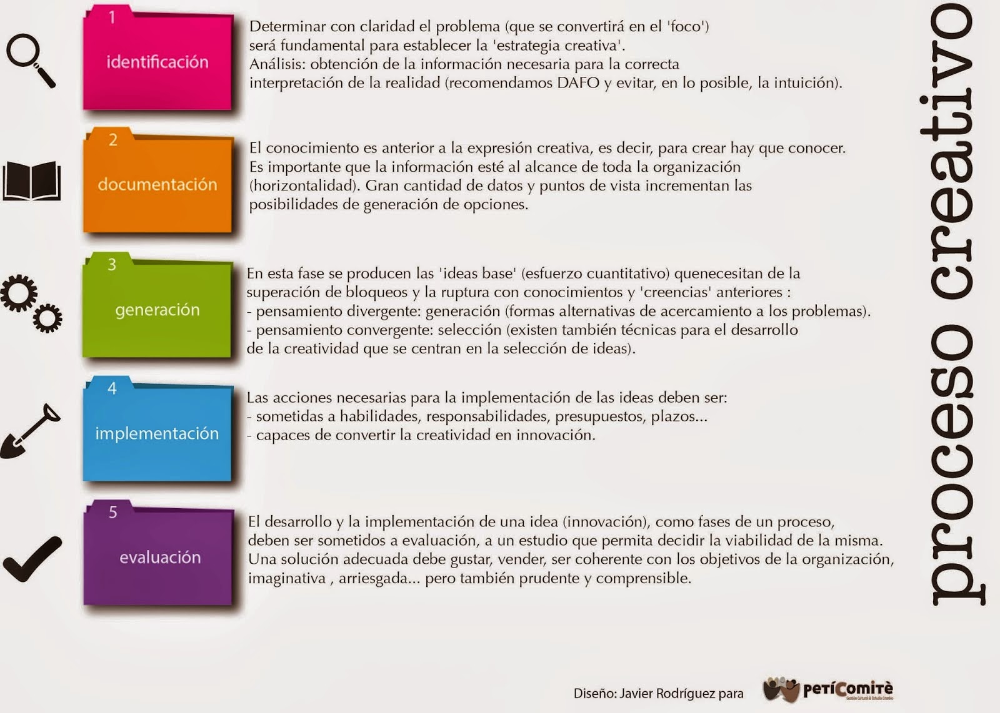 proceso creativo
1
identificación
Determinar con claridad el problema (que se convertirá en el 'foco')
será fundamental para establecer la 'estrategia creativa'.
Análisis: obtención de la información necesaria para la correcta
interpretación de la realidad (recomendamos DAFO y evitar, en lo posible, la intuición).
2
documentación
El conocimiento es anterior a la expresión creativa, es decir, para crear hay que conocer.
Es importante que la información esté al alcance de toda la organización
(horizontalidad). Gran cantidad de datos y puntos de vista incrementan las
posibilidades de generación de opciones.
3
generación
En esta fase se producen las 'ideas base' (esfuerzo cuantitativo) quenecesitan de la
superación de bloqueos y la ruptura con conocimientos y 'creencias' anteriores :
- pensamiento divergente: generación (formas alternativas de acercamiento a los problemas).
- pensamiento convergente: selección (existen también técnicas para el desarrollo
de la creatividad que se centran en la selección de ideas).
4
implementación
Las acciones necesarias para la implementación de las ideas deben ser:
- sometidas a habilidades, responsabilidades, presupuestos, plazos...
- capaces de convertir la creatividad en innovación.
5
evaluación
El desarrollo y la implementación de una idea (innovación), como fases de un proceso,
deben ser sometidos a evaluación, a un estudio que permita decidir la viabilidad de la misma.
Una solución adecuada debe gustar, vender, ser coherente con los objetivos de la organización,
imaginativa , arriesgada... pero también prudente y comprensible.
Diseño: Javier Rodríguez para
petíComitè
Gestión Cultural & Estudio Creativo